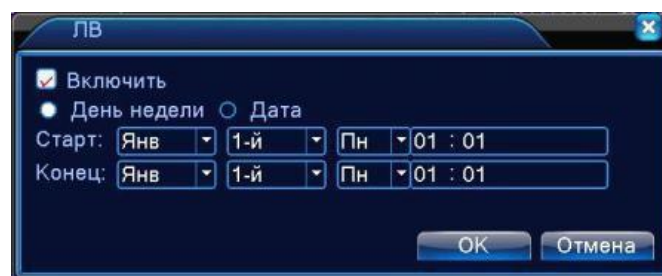 ЛВ
Включить
День недели Дата
Старт: Янв 1-й Пн 01 : 01
Конец: Янв 1-й Пн 01 : 01
OK Отмена